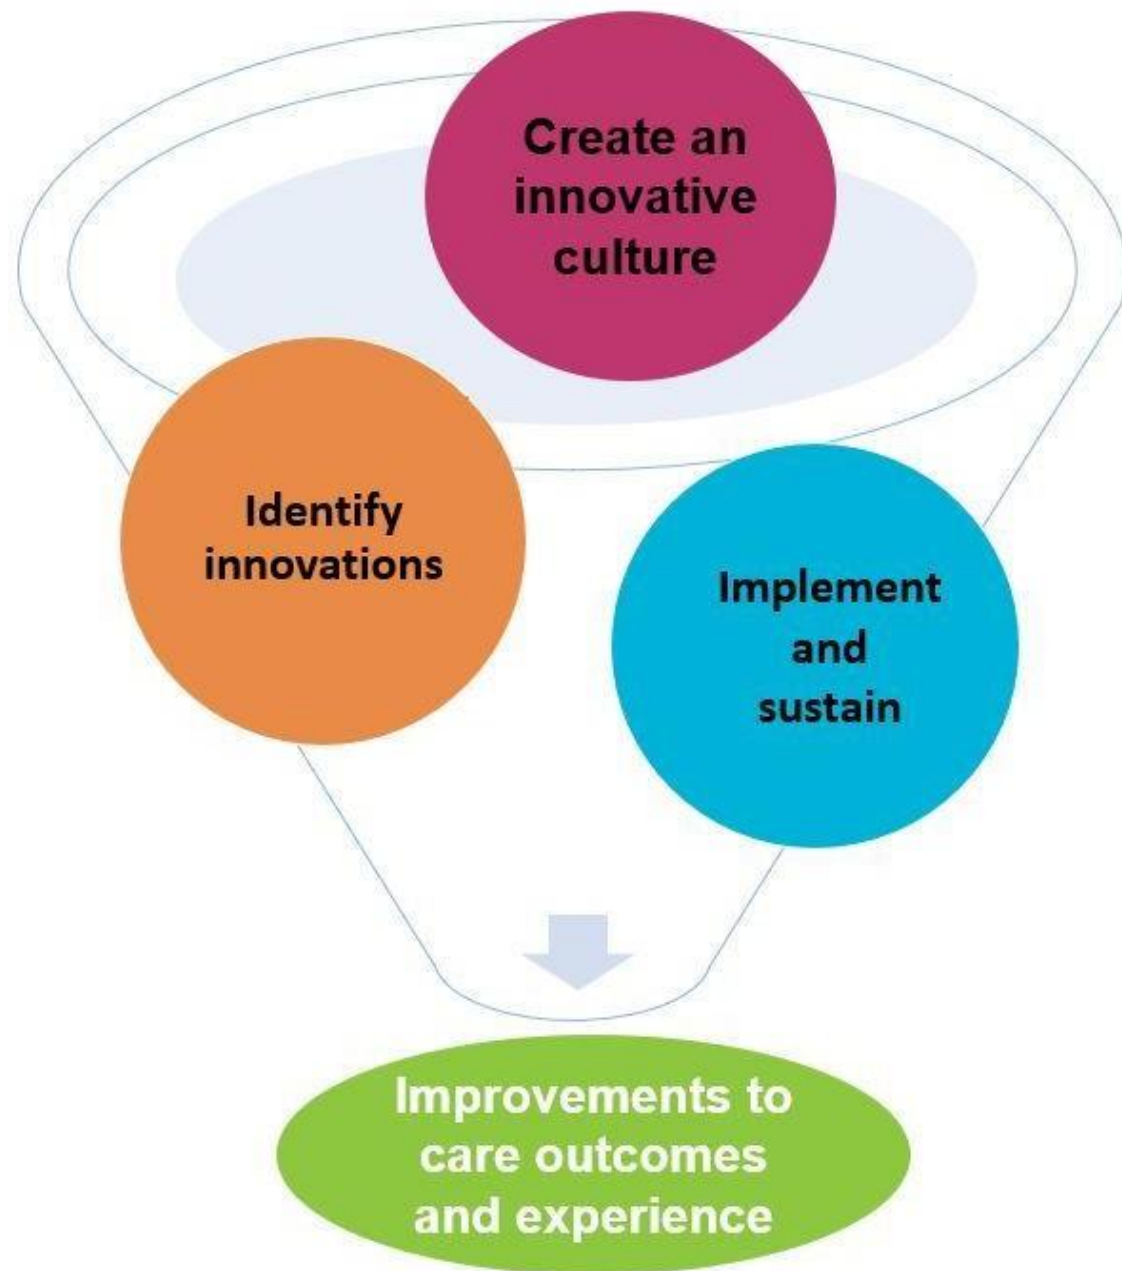 Create an
innovative
culture
Identify
innovations
Implement
and
sustain
Improvements to
care outcomes
and experience